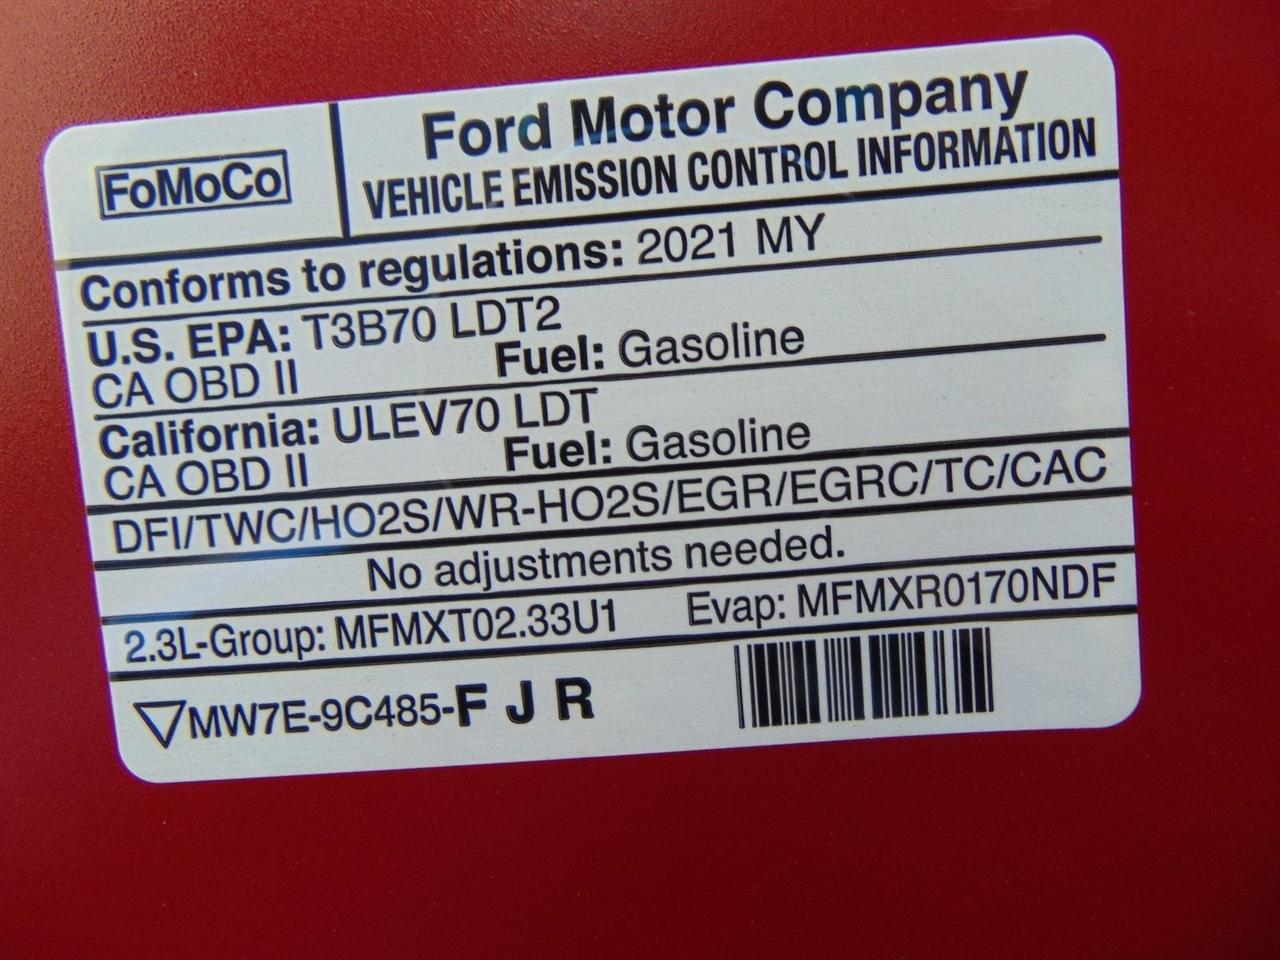 FoMoCo
Ford Motor Company
VEHICLE EMISSION CONTROL INFORMATION
Conforms to regulations: 2021 MY
U.S. EPA: T3B70 LDT2
CA OBD II Fuel: Gasoline
California: ULEV70 LDT
CA OBD II Fuel: Gasoline
DFI/TWC/HO2S/WR-HO2S/EGR/EGRC/TC/CAC
No adjustments needed.
2.3L-Group: MFMXT02.33U1 Evap: MFMXR0170NDF
MW7E-9C485-F J R